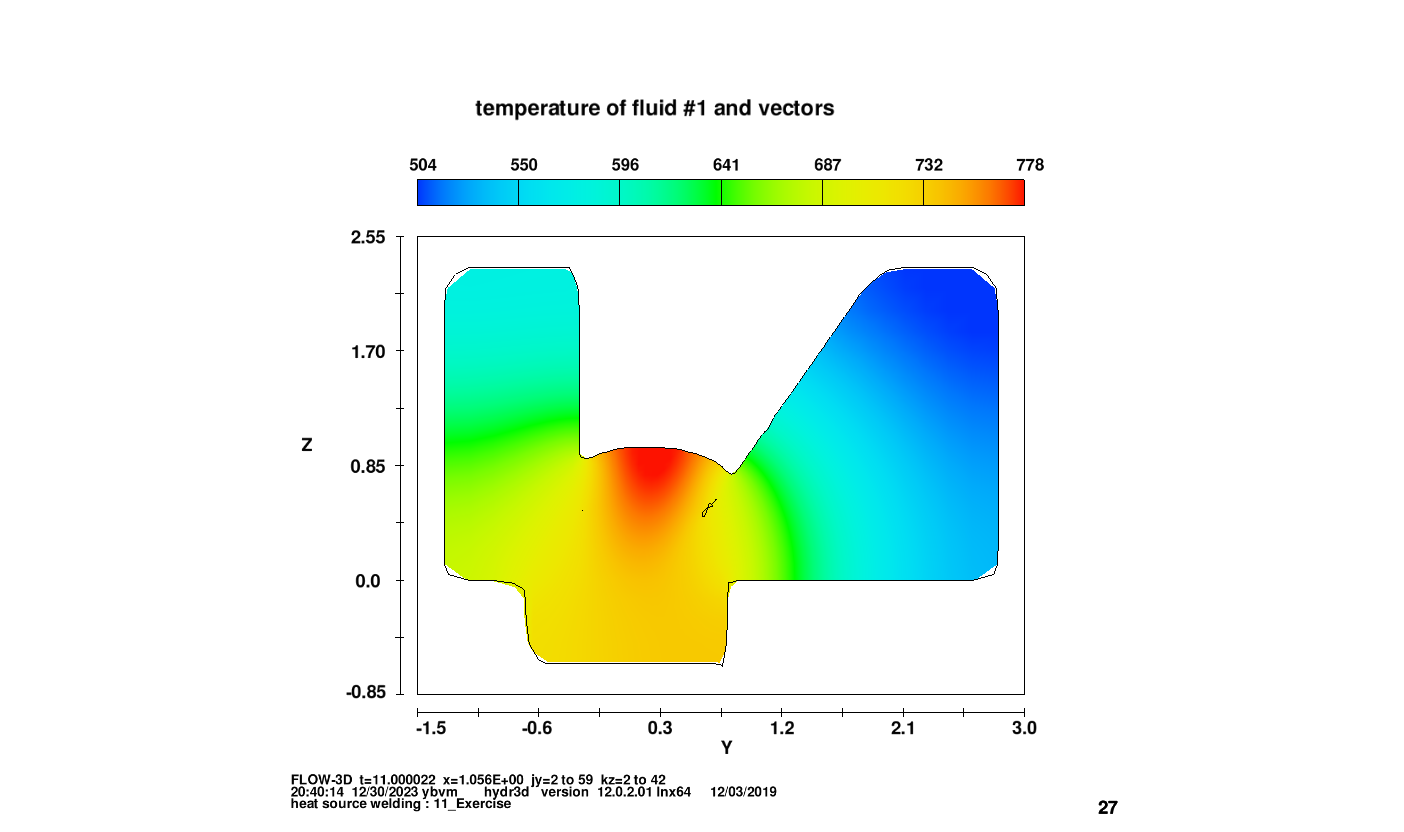 temperature of fluid #1 and vectors
504 550 596 641 687 732 778
2.55
1.70
Z
0.85
0.0
-0.85
-1.5 -0.6 0.3 1.2 2.1 3.0
Y
FLOW-3D t=11.000022 x=1.056E+00 jy=2 to 59 kz=2 to 42
20:40:14 12/30/2023 ybvm hydr3d version 12.0.2.01 lnx64 12/03/2019
heat source welding : 11_Exercise
27